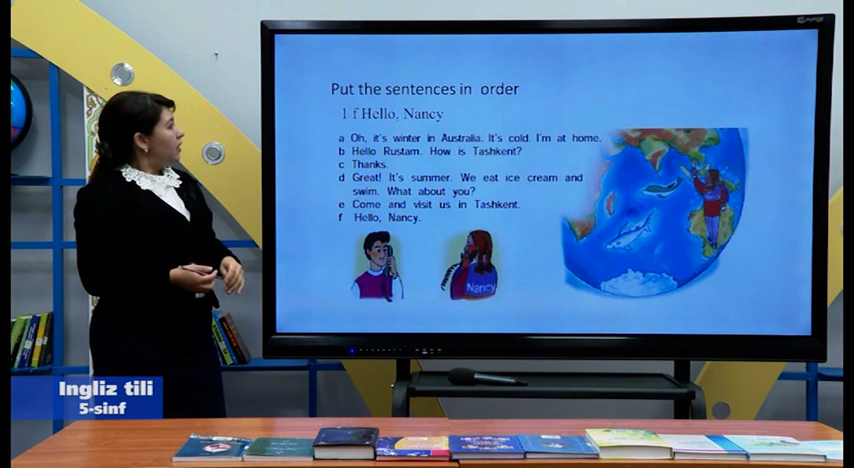 Put the sentences in order
1 f Hello, Nancy
a Oh, it's winter in Australia. It's cold. I'm at home.
b Hello Rustam. How is Tashkent?
c Thanks.
d Great! It's summer. We eat ice cream and
swim. What about you?
e Come and visit us in Tashkent.
f Hello, Nancy.
Nancy
Ingliz tili
5-sinf